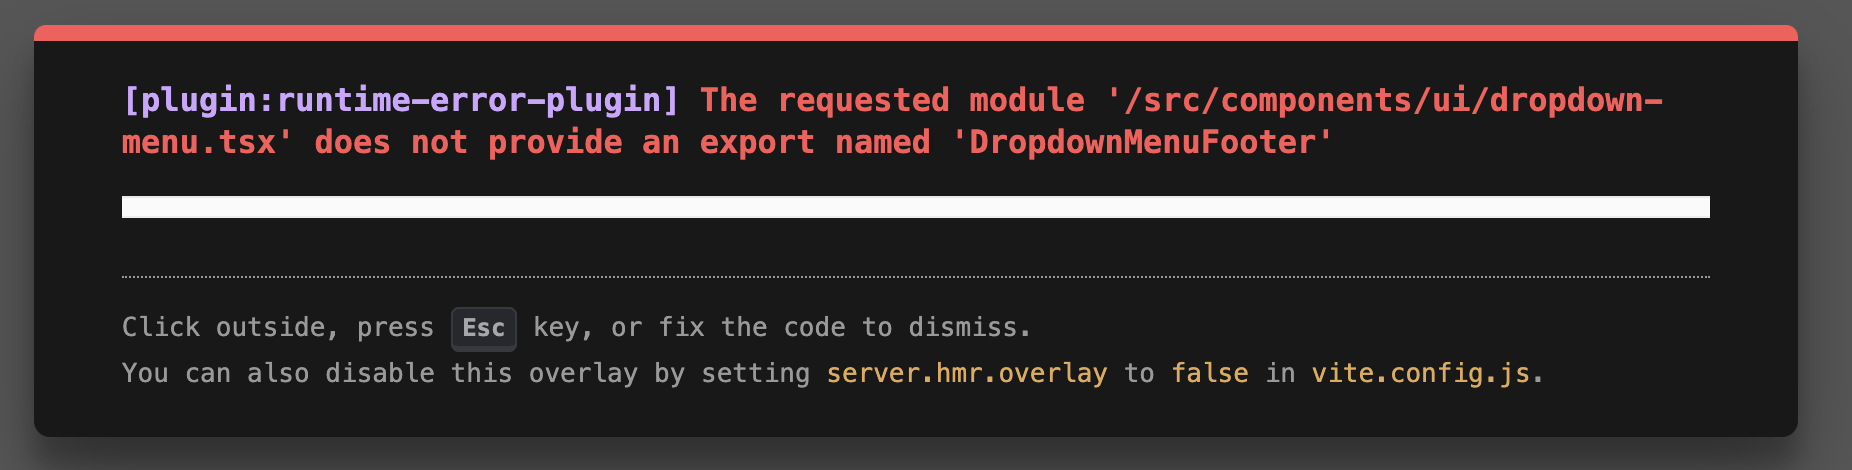 [plugin:runtime-error-plugin] The requested module '/src/components/ui/dropdown-
menu.tsx' does not provide an export named 'DropdownMenuFooter'
Click outside, press Esc key, or fix the code to dismiss.
You can also disable this overlay by setting server.hmr.overlay to false in vite.config.js.